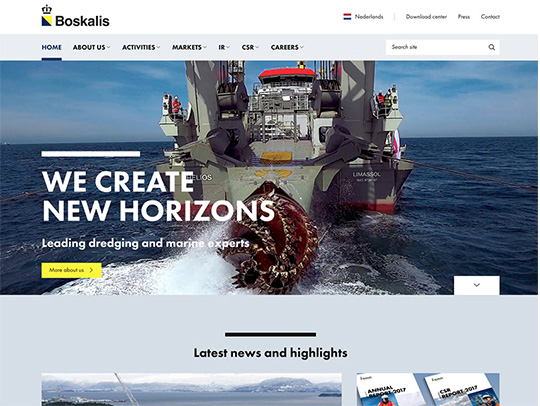 Boskalis
Nederlands
Download center
Press
Contact
HOME
ABOUT US
ACTIVITIES
MARKETS
IR
CSR
CAREERS
Search site
HELIOS
LIMASSOL
WE CREATE
NEW HORIZONS
Leading dredging and marine experts
More about us
Latest news and highlights
ANNUAL
REPORT 2017
CSR
REPORT 2017